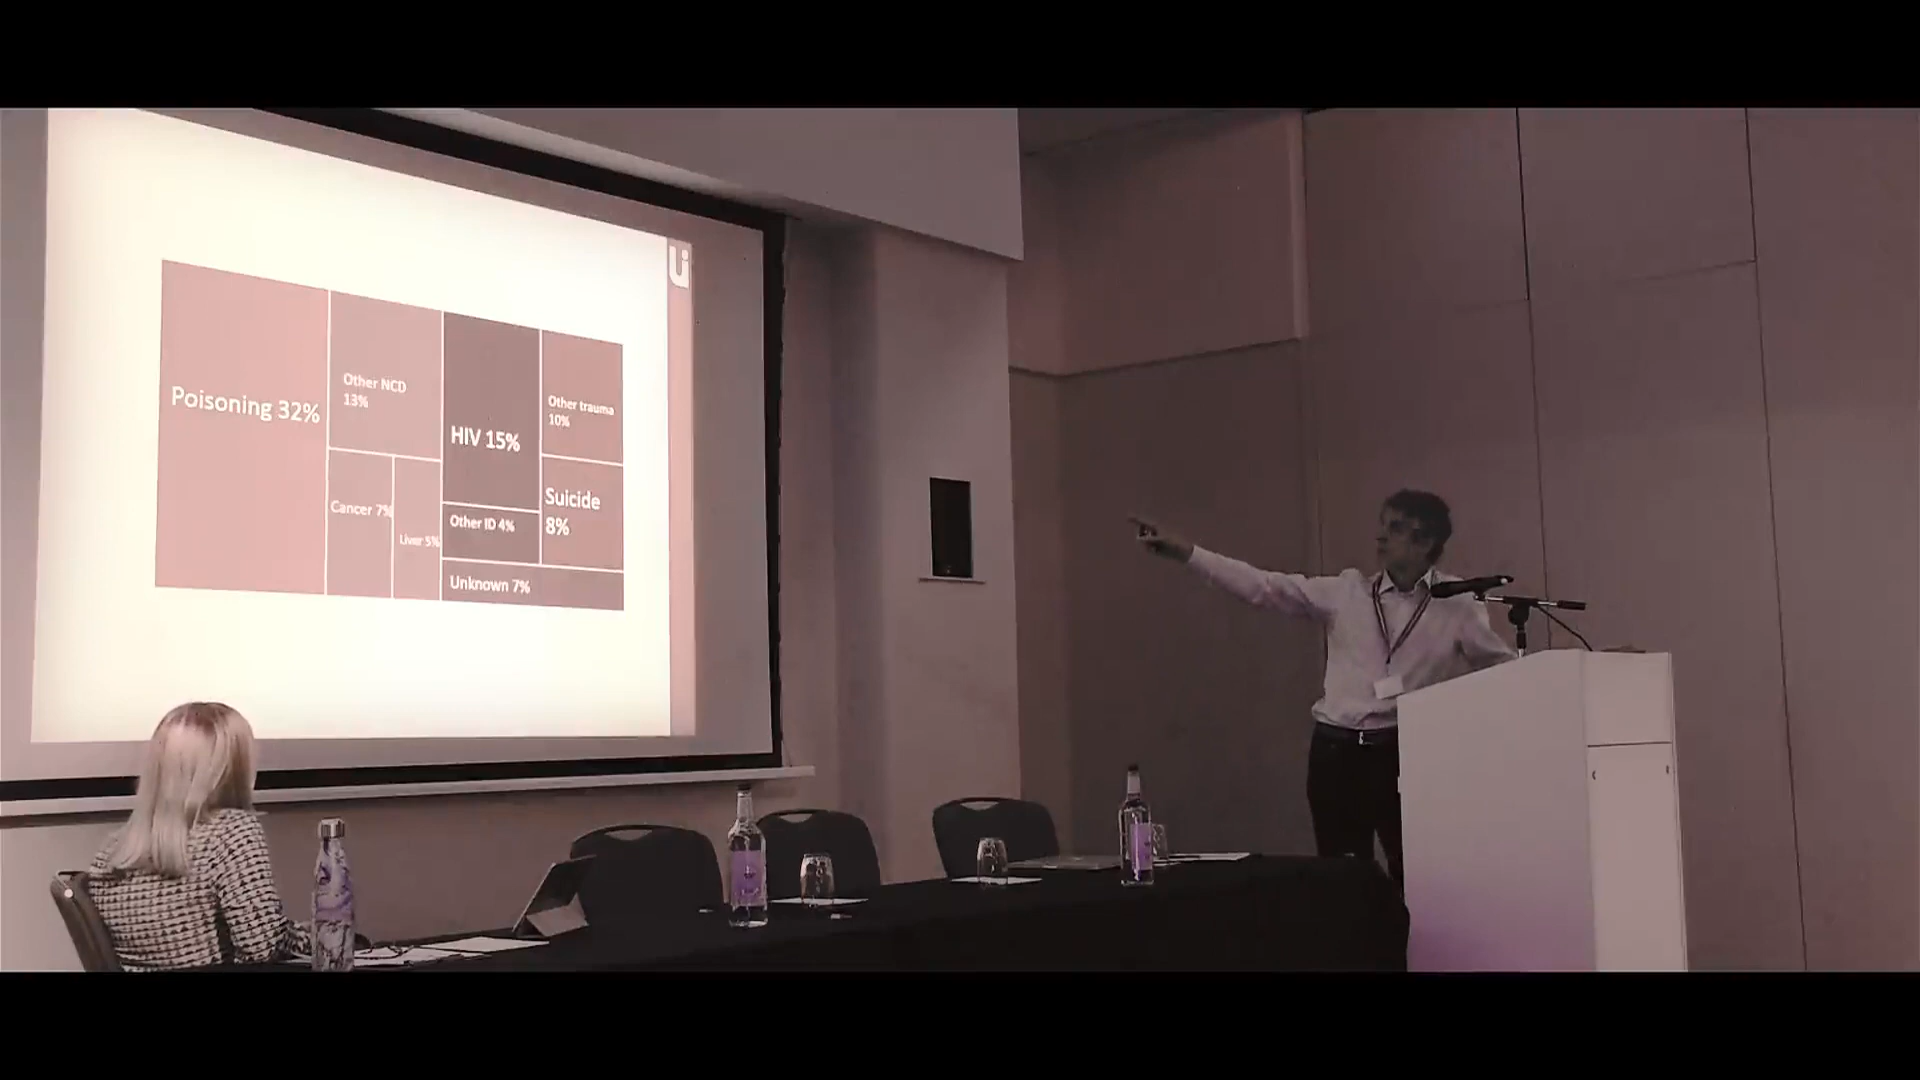 Poisoning 32%
Other NCD
13%
Cancer 7%
Liver 5%
HIV 15%
Other ID 4%
Unknown 7%
Other trauma
10%
Suicide
8%